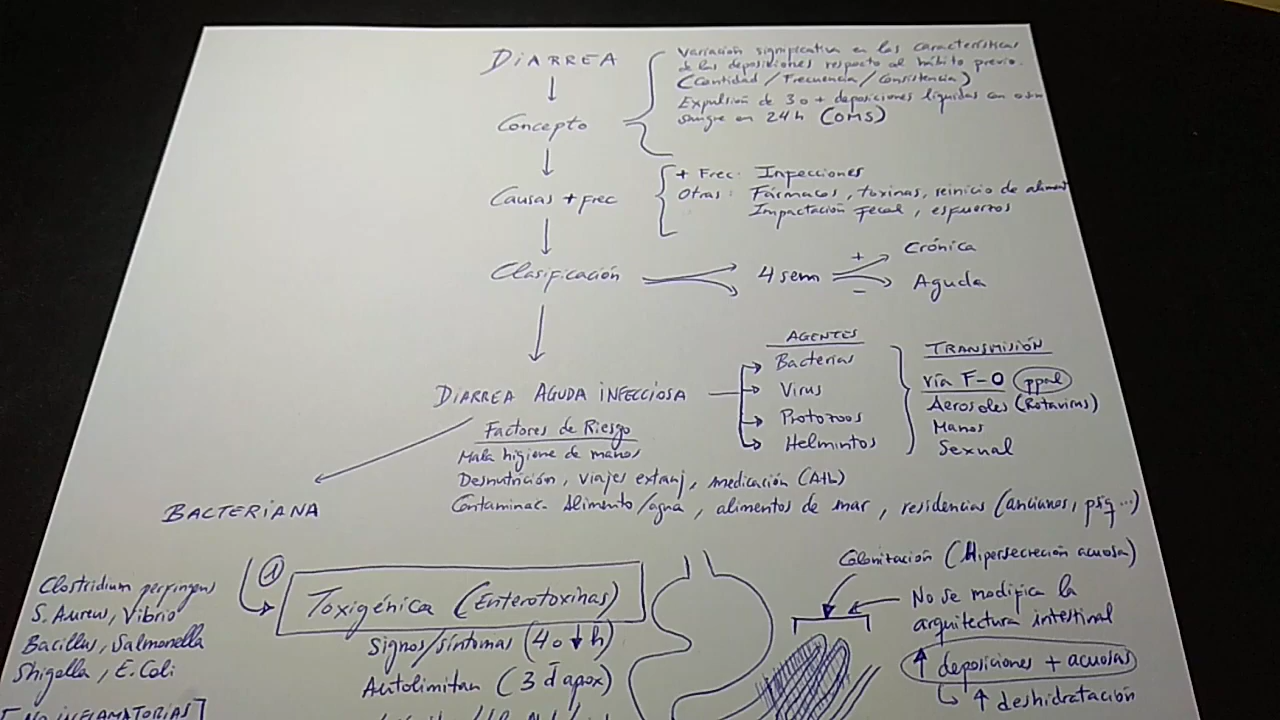 DIARREA
Variación significativa en las características
de las deposiciones respecto al hábito previo.
(Cantidad / Frecuencia / Consistencia)
Expulsión de 3 o + deposiciones líquidas con o sin
sangre en 24 h (OMS)
Concepto
+ Frec: Infecciones
Otras: Fármacos, toxinas, reinicio de
Impactación fecal, esfuerzos
Causas + frec
Clasificación
4 sem
+
Crónica
-
Aguda
DIARREA AGUDA INFECCIOSA
AGENTES
Bacterias
Virus
Protozoos
Helmintos
TRANSMISIÓN
vía F-O (ppal)
Aerosoles (Rotavirus)
Manos
Sexual
Factores de Riesgo
Mala higiene de manos
Desnutrición, viajes extranj, medicación (Atb)
Contaminac. Alimento/agua, alimentos de mar, residencias (ancianos, psiq...)
BACTERIANA
Clostridium perfingens
S. Aureus, Vibrio
Bacillus, Salmonella
Shigella, E. Coli
[NO INFLAMATORIAS]
1
Toxigénica (Enterotoxinas)
Signos/síntomas (4 o ↓ h)
Autolimitan (3 d apox)
Colonización (Hipersecreción acuosa)
No se modifica la
arquitectura intestinal
↑ deposiciones + acuosas
↑ deshidratación